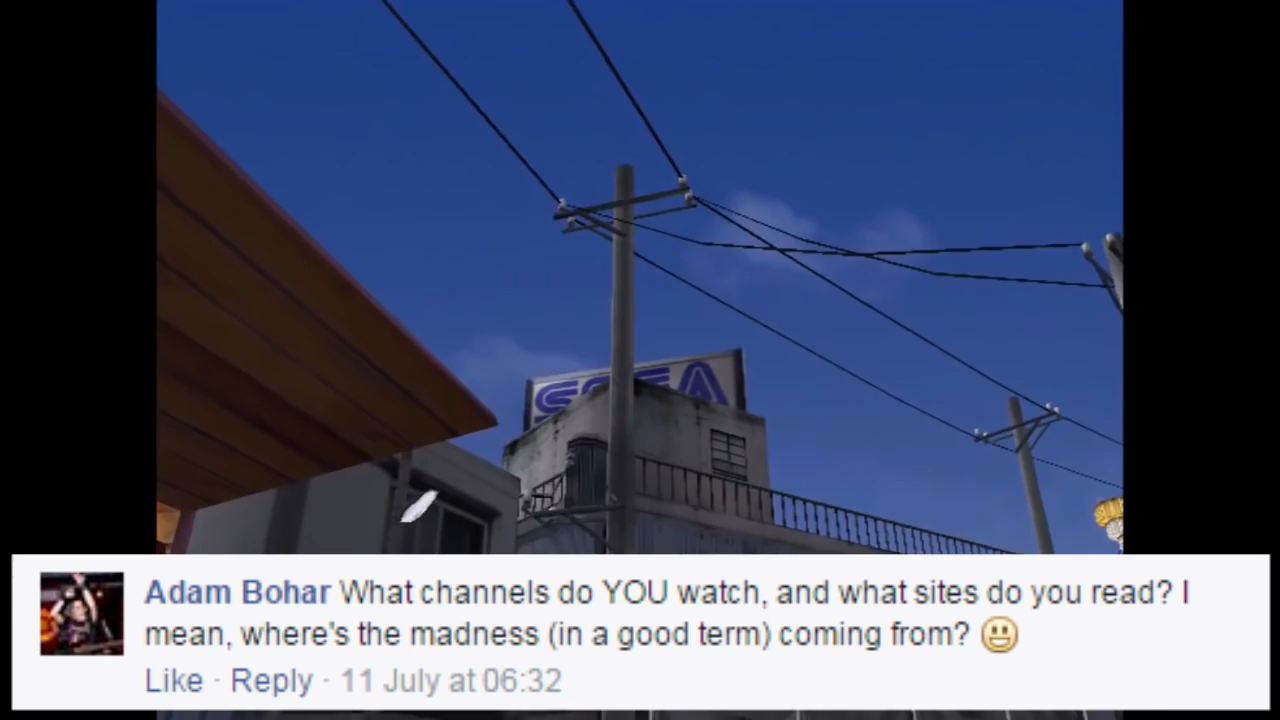 SEGA
Adam Bohar What channels do YOU watch, and what sites do you read? I
mean, where's the madness (in a good term) coming from? 😃
Like · Reply · 11 July at 06:32